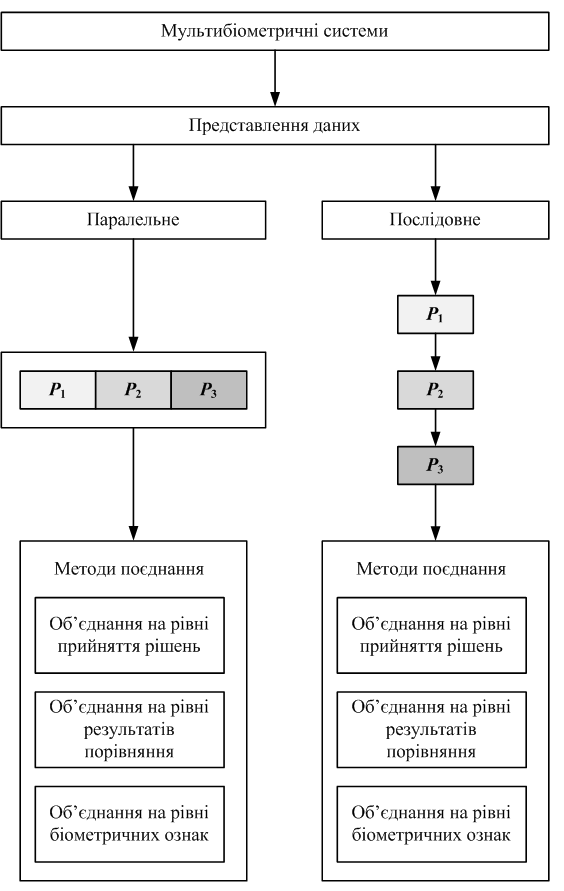 Мультибіометричні системи
Представлення даних
Паралельне
Послідовне
P1
P2
P3
P1 P2 P3
Методи поєднання
Об’єднання на рівні
прийняття рішень
Об’єднання на рівні
результатів
порівняння
Об’єднання на рівні
біометричних ознак
Методи поєднання
Об’єднання на рівні
прийняття рішень
Об’єднання на рівні
результатів
порівняння
Об’єднання на рівні
біометричних ознак